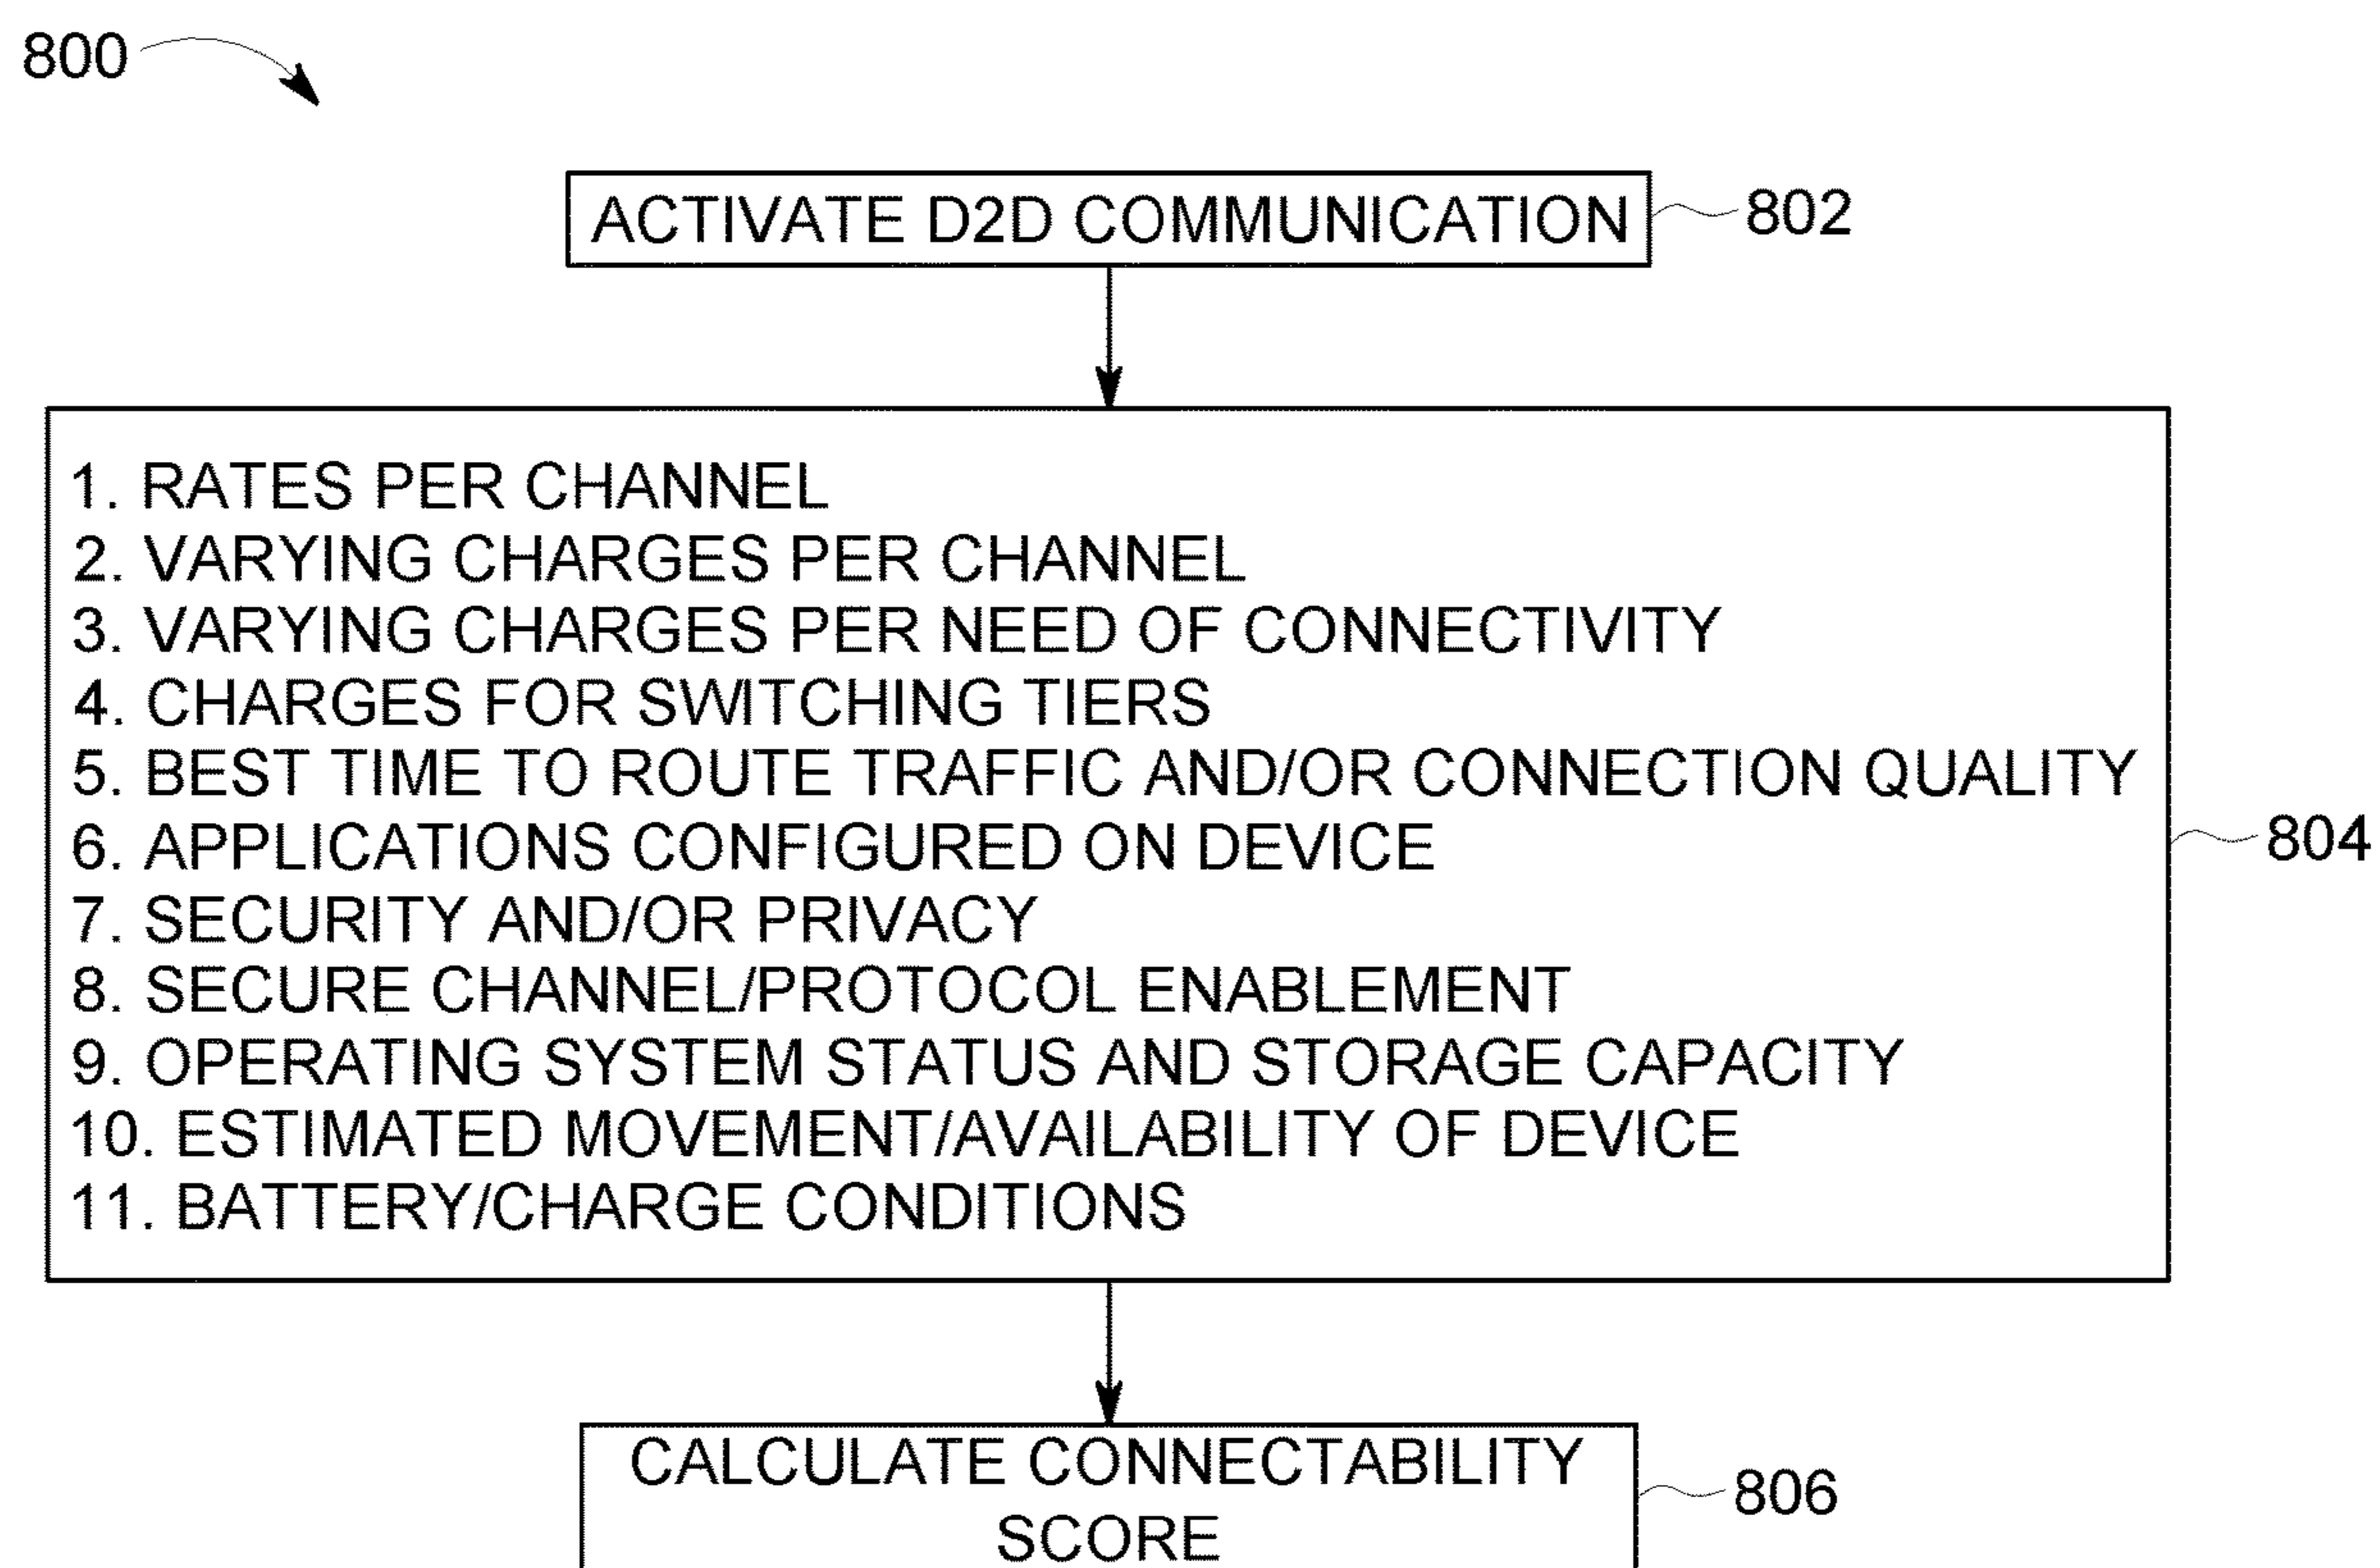 800
ACTIVATE D2D COMMUNICATION
802
1. RATES PER CHANNEL
2. VARYING CHARGES PER CHANNEL
3. VARYING CHARGES PER NEED OF CONNECTIVITY
4. CHARGES FOR SWITCHING TIERS
5. BEST TIME TO ROUTE TRAFFIC AND/OR CONNECTION QUALITY
6. APPLICATIONS CONFIGURED ON DEVICE
7. SECURITY AND/OR PRIVACY
8. SECURE CHANNEL/PROTOCOL ENABLEMENT
9. OPERATING SYSTEM STATUS AND STORAGE CAPACITY
10. ESTIMATED MOVEMENT/AVAILABILITY OF DEVICE
11. BATTERY/CHARGE CONDITIONS
804
CALCULATE CONNECTABILITY
SCORE
806